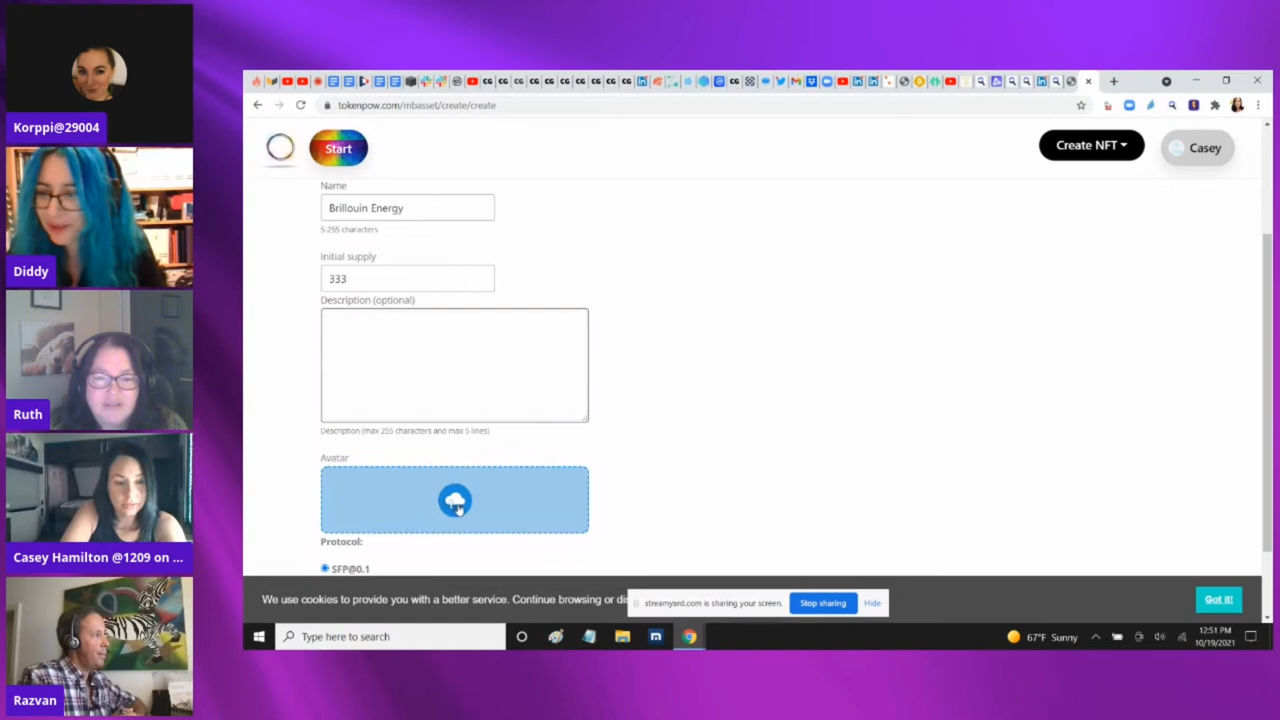 Korppi@29004
Diddy
Ruth
Casey Hamilton @1209 on ...
Razvan
tokenpow.com/mbasset/create/create
Start
Create NFT
Casey
Name
Brillouin Energy
5-255 characters
Initial supply
333
Description (optional)
Description (max 255 characters and max 5 lines)
Avatar
Protocol:
SFP@0.1
We use cookies to provide you with a better service. Continue browsing or dis
streamyard.com is sharing your screen.
Stop sharing
Hide
Got it!
Type here to search
67°F Sunny
12:51 PM
10/19/2021